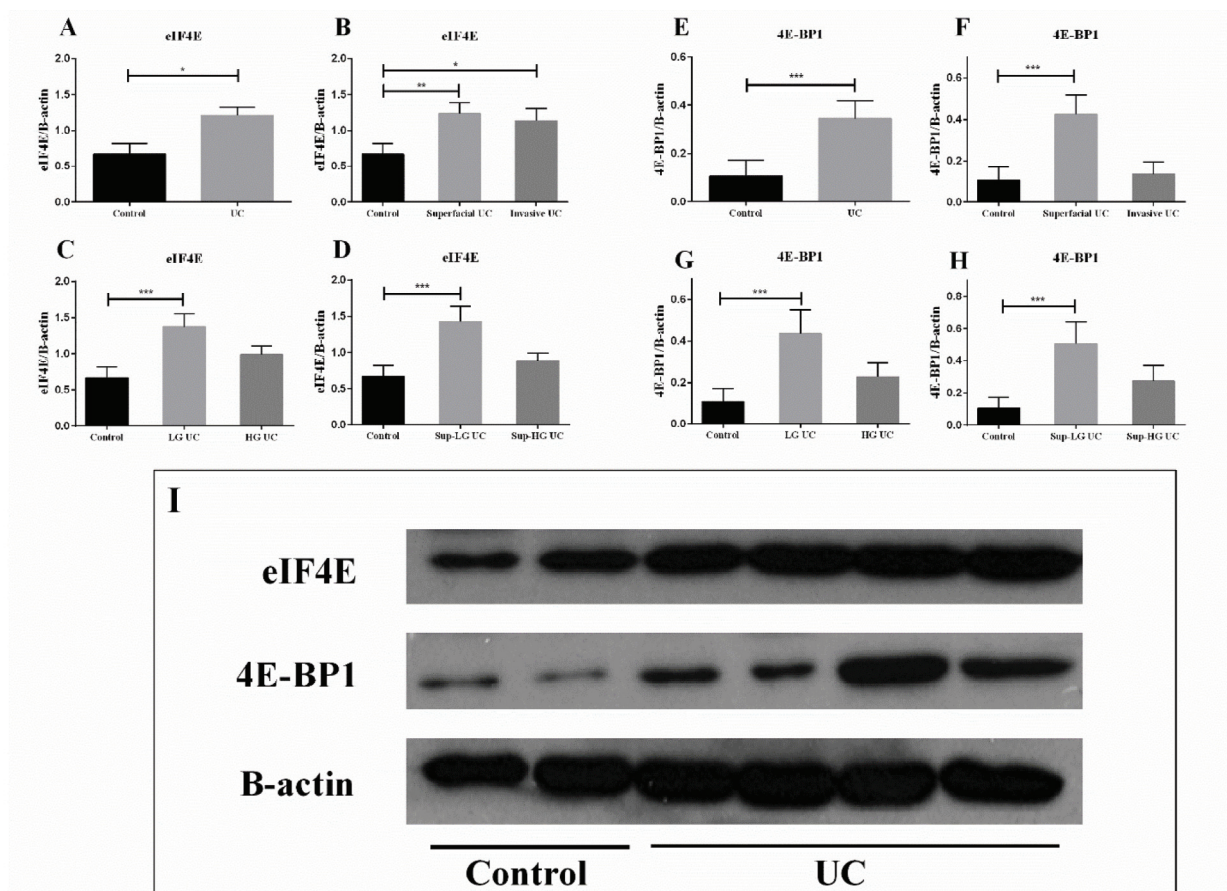 A
eIF4E
eIF4E/B-actin
2.0
1.5
1.0
0.5
0.0
*
Control
UC
B
eIF4E
eIF4E/B-actin
2.0
1.5
1.0
0.5
0.0
*
**
Control
Superfacial UC
Invasive UC
E
4E-BP1
4E-BP1/B-actin
0.6
0.4
0.2
0.0
***
Control
UC
F
4E-BP1
4E-BP1/B-actin
0.6
0.4
0.2
0.0
***
Control
Superfacial UC
Invasive UC
C
eIF4E
eIF4E/B-actin
2.0
1.5
1.0
0.5
0.0
***
Control
LG UC
HG UC
D
eIF4E
eIF4E/B-actin
2.0
1.5
1.0
0.5
0.0
***
Control
Sup-LG UC
Sup-HG UC
G
4E-BP1
4E-BP1/B-actin
0.6
0.4
0.2
0.0
***
Control
LG UC
HG UC
H
4E-BP1
4E-BP1/B-actin
0.8
0.6
0.4
0.2
0.0
***
Control
Sup-LG UC
Sup-HG UC
I
eIF4E
4E-BP1
B-actin
Control
UC